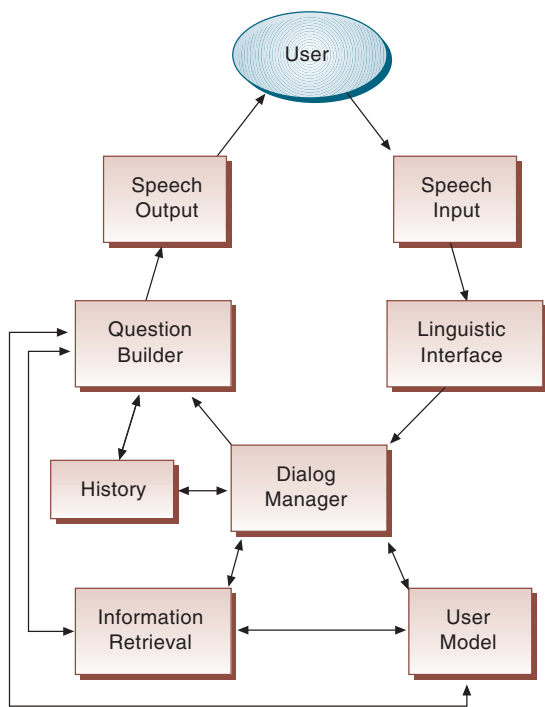 User
Speech
Output
Speech
Input
Question
Builder
Linguistic
Interface
History
Dialog
Manager
Information
Retrieval
User
Model